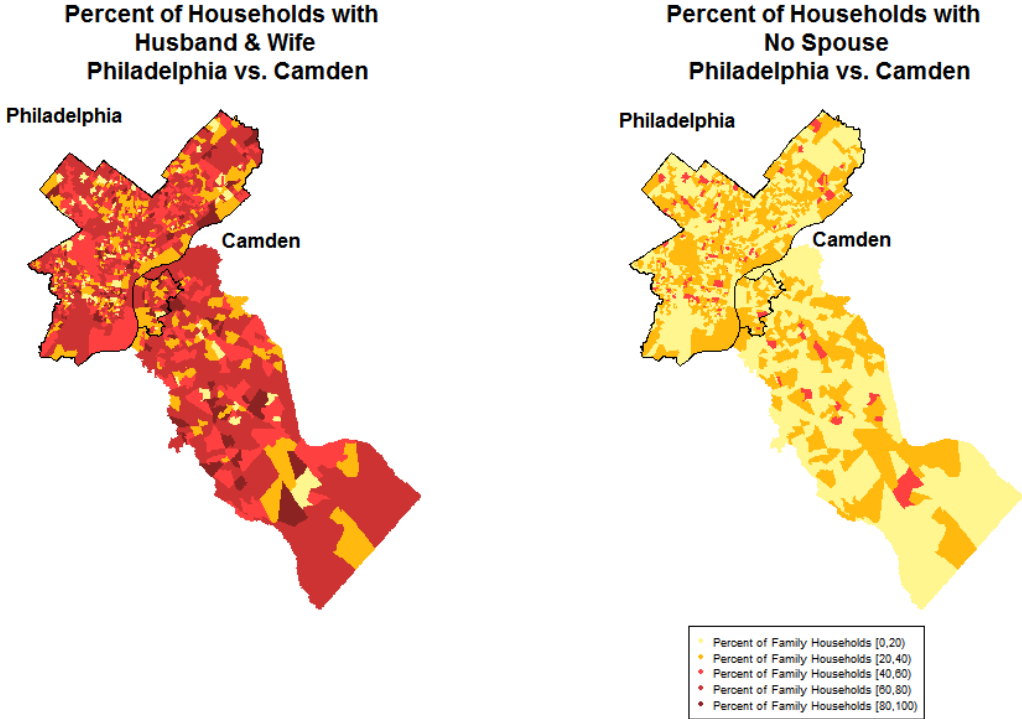 Percent of Households with
Husband & Wife
Philadelphia vs. Camden
Philadelphia
Camden
Percent of Households with
No Spouse
Philadelphia vs. Camden
Philadelphia
Camden
Percent of Family Households [0,20)
Percent of Family Households [20,40)
Percent of Family Households [40,60)
Percent of Family Households [60,80)
Percent of Family Households [80,100)